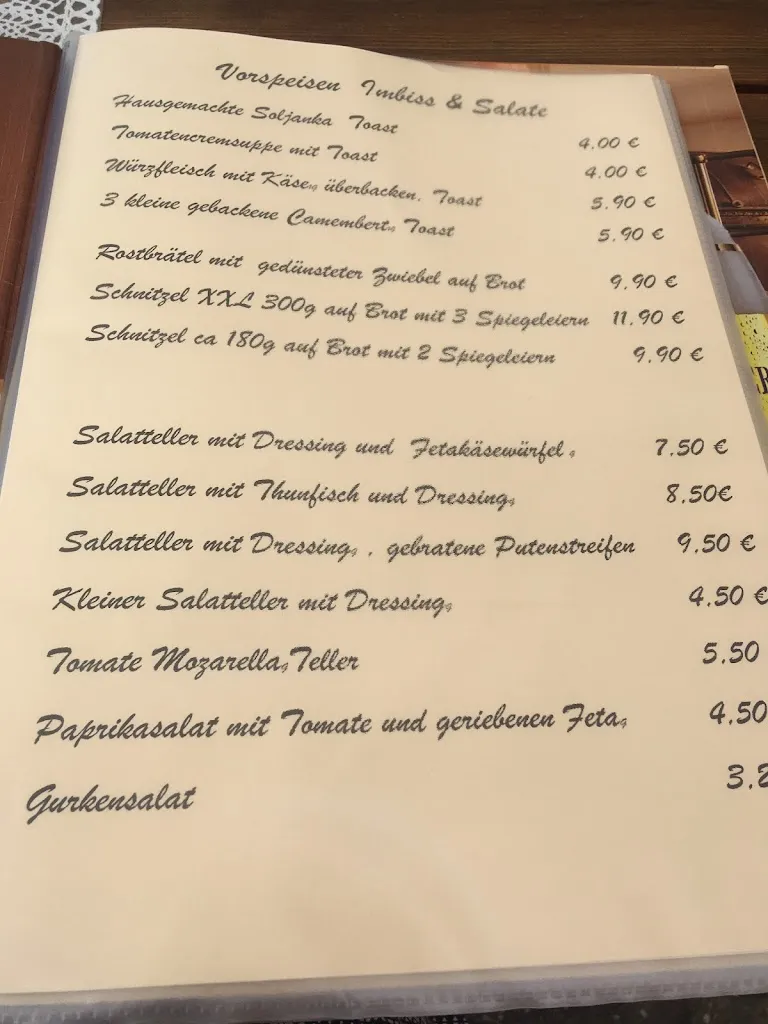 Vorspeisen Imbiss & Salate
Hausgemachte Soljanka Toast 4.00 €
Tomatencremsuppe mit Toast 4.00 €
Würzfleisch mit Käse, überbacken. Toast 5.90 €
3 kleine gebackene Camembert, Toast 5.90 €
Rostbrätel mit gedünsteter Zwiebel auf Brot 9.90 €
Schnitzel XXL 300g auf Brot mit 3 Spiegeleiern 11.90 €
Schnitzel ca 180g auf Brot mit 2 Spiegeleiern 9.90 €
Salatteller mit Dressing und Fetakäsewürfel 7.50 €
Salatteller mit Thunfisch und Dressing 8.50€
Salatteller mit Dressing , gebratene Putenstreifen 9.50 €
Kleiner Salatteller mit Dressing 4.50 €
Tomate Mozarella Teller 5.50
Paprikasalat mit Tomate und geriebenen Feta 4.50
Gurkensalat